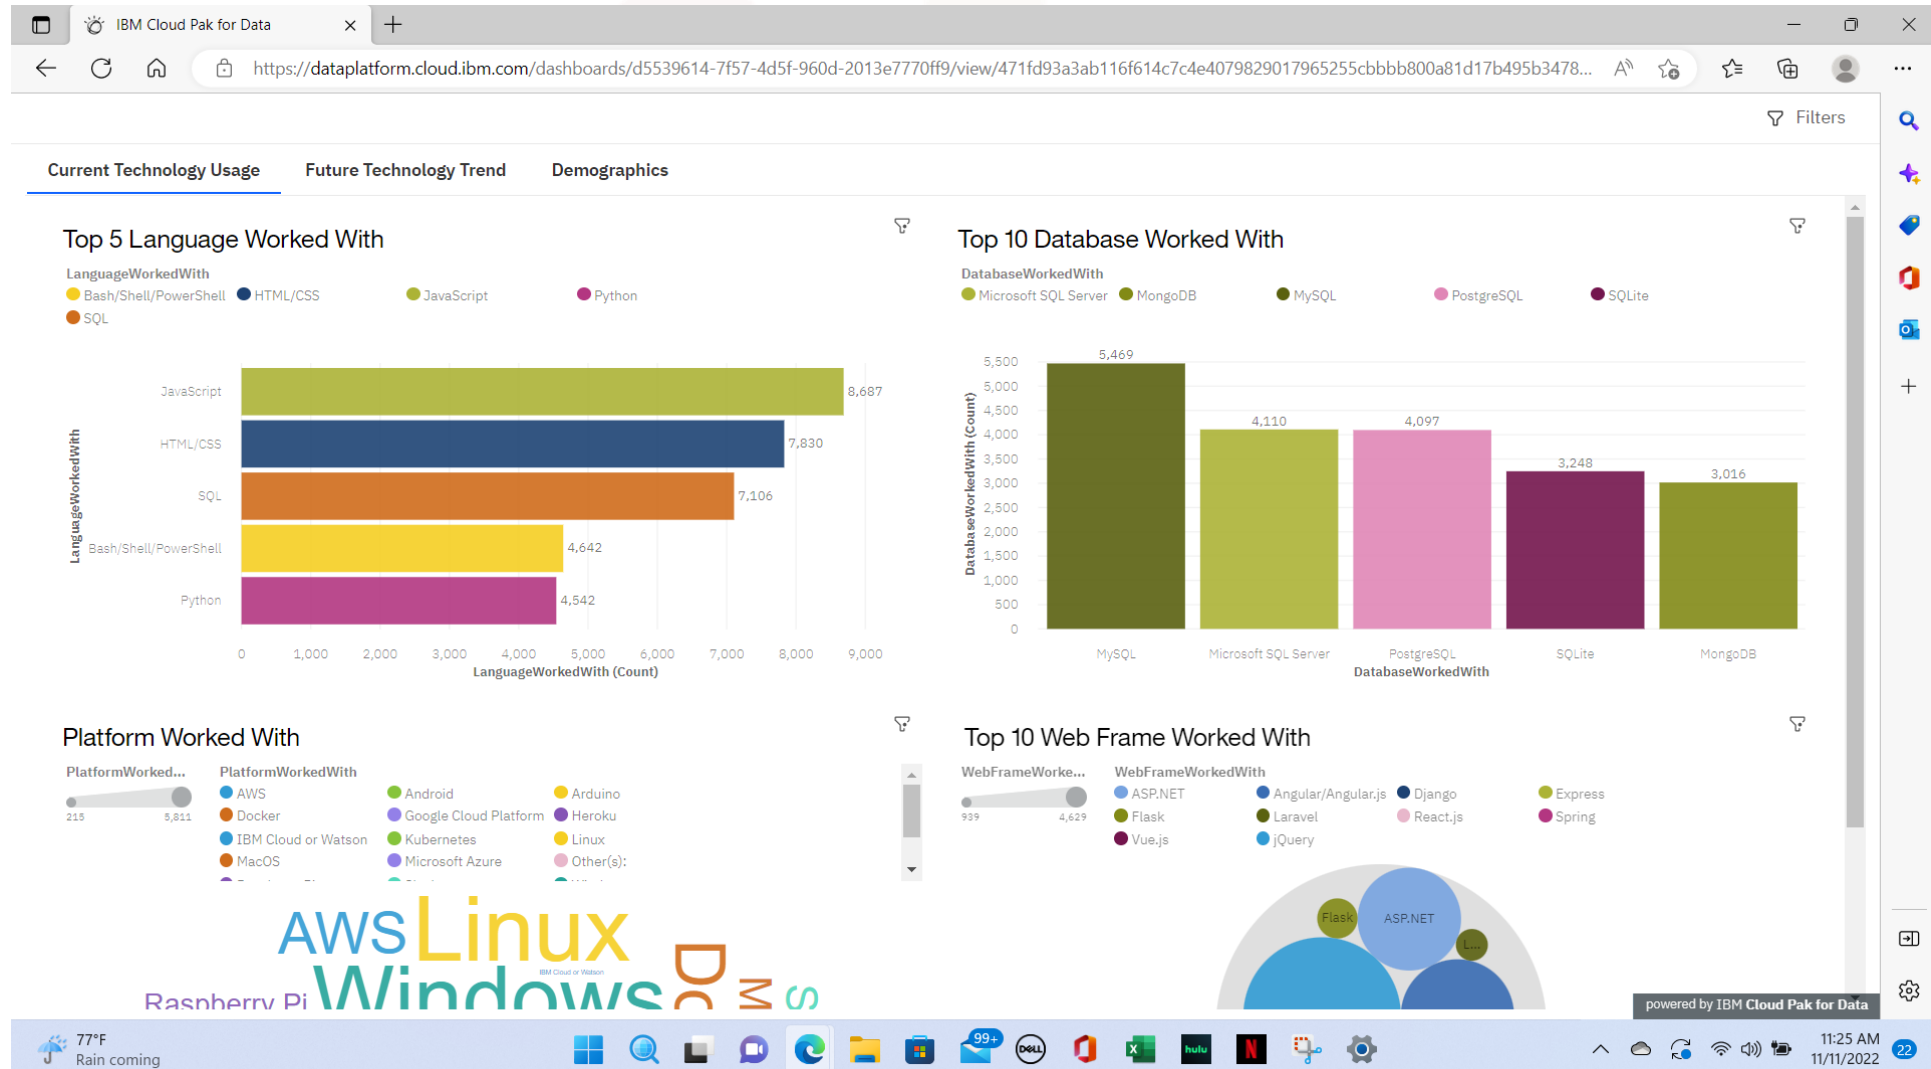 IBM Cloud Pak for Data
https://dataplatform.cloud.ibm.com/dashboards/d5539614-7f57-4d5f-960d-2013e7770ff9/view/471fd93a3ab116f614c7c4e4079829017965255cbbbb800a81d17b495b3478...
Filters
Current Technology Usage Future Technology Trend Demographics
Top 5 Language Worked With
LanguageWorkedWith
Bash/Shell/PowerShell HTML/CSS JavaScript Python
SQL
JavaScript 8,687
HTML/CSS 7,830
SQL 7,106
Bash/Shell/PowerShell 4,642
Python 4,542
LanguageWorkedWith
0 1,000 2,000 3,000 4,000 5,000 6,000 7,000 8,000 9,000
LanguageWorkedWith (Count)
Top 10 Database Worked With
DatabaseWorkedWith
Microsoft SQL Server MongoDB MySQL PostgreSQL SQLite
5,469
4,110
4,097
3,248
3,016
5,500
5,000
4,500
4,000
3,500
3,000
2,500
2,000
1,500
1,000
500
0
DatabaseWorkedWith (Count)
MySQL Microsoft SQL Server PostgreSQL SQLite MongoDB
DatabaseWorkedWith
Platform Worked With
PlatformWorked... PlatformWorkedWith
215 5,811
AWS Android Arduino
Docker Google Cloud Platform Heroku
IBM Cloud or Watson Kubernetes Linux
MacOS Microsoft Azure Other(s):
AWS Linux
IBM Cloud or Watson
Raspberry Pi Windows
Top 10 Web Frame Worked With
WebFrameWorke... WebFrameWorkedWith
939 4,629
ASP.NET Angular/Angular.js Django Express
Flask Laravel React.js Spring
Vue.js jQuery
Flask ASP.NET
L...
powered by IBM Cloud Pak for Data
77°F
Rain coming
99+
DELL
hulu
N
11:25 AM
11/11/2022
22